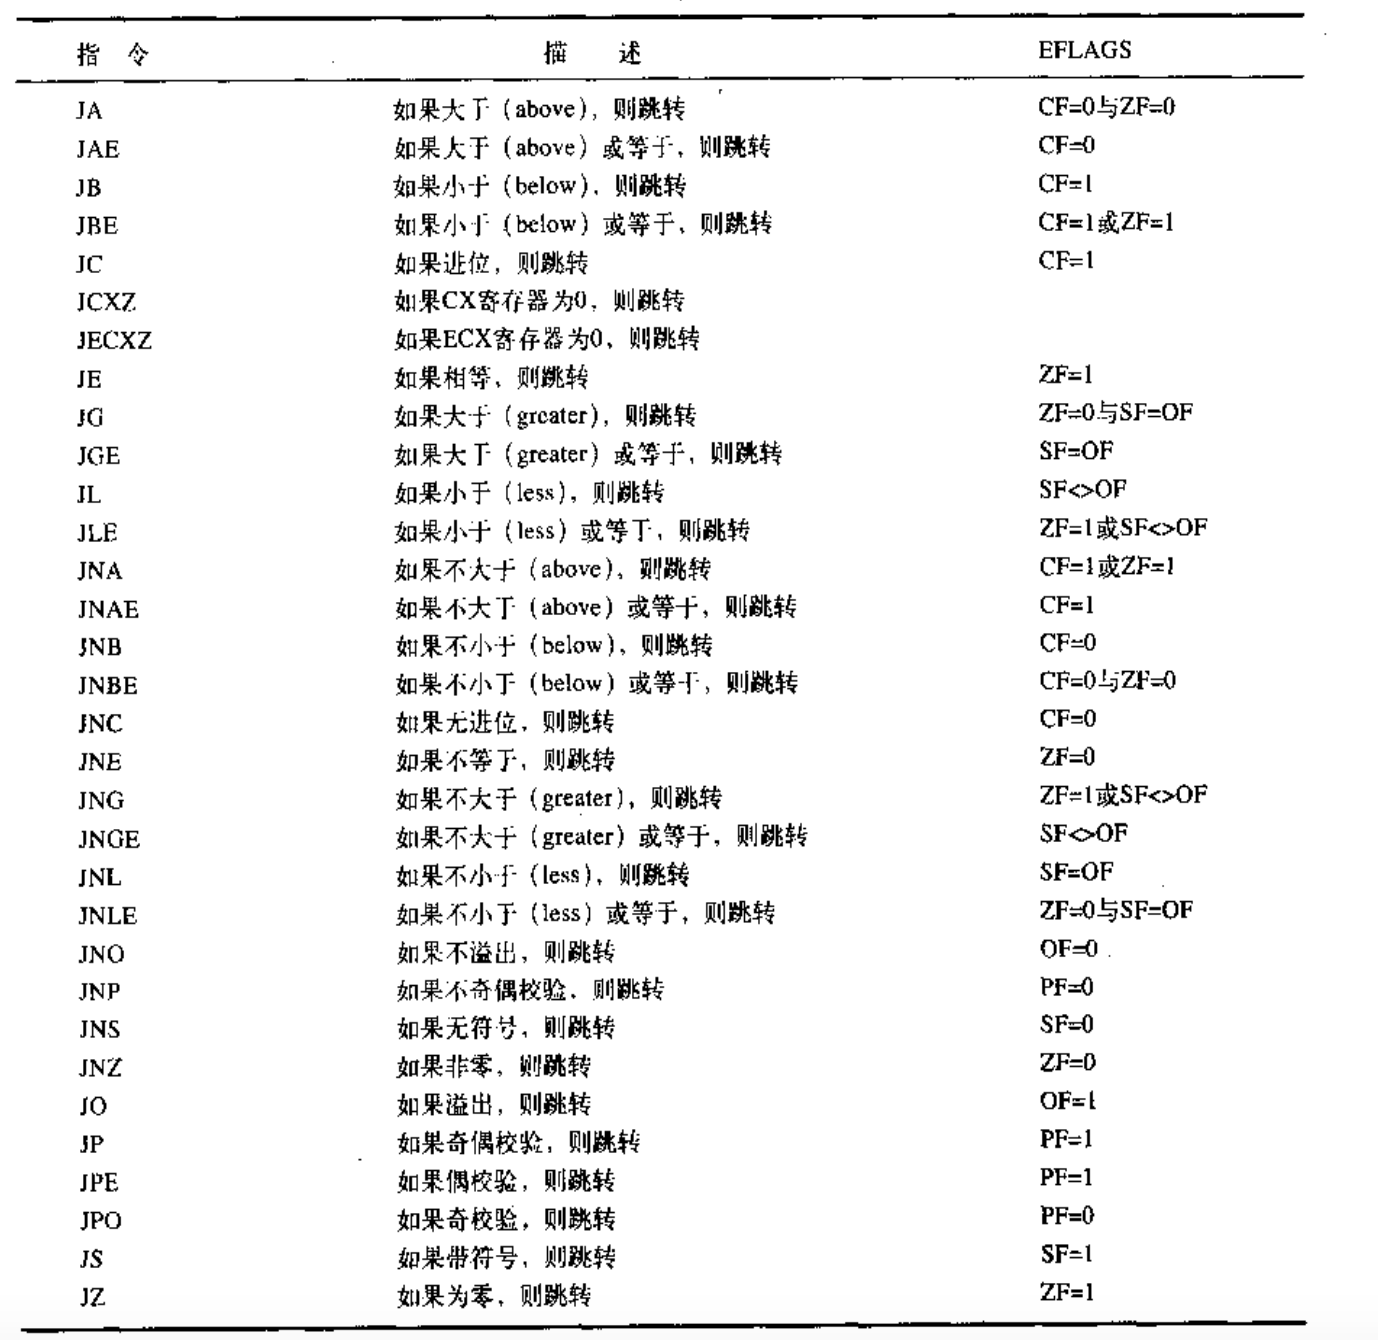 指 令 描 述 EFLAGS
JA 如果大于（above），则跳转 CF=0与ZF=0
JAE 如果大于（above）或等于，则跳转 CF=0
JB 如果小于（below），则跳转 CF=1
JBE 如果小于（below）或等于，则跳转 CF=1或ZF=1
JC 如果进位，则跳转 CF=1
JCXZ 如果CX寄存器为0，则跳转
JECXZ 如果ECX寄存器为0，则跳转
JE 如果相等，则跳转 ZF=1
JG 如果大于（greater），则跳转 ZF=0与SF=OF
JGE 如果大于（greater）或等于，则跳转 SF=OF
JL 如果小于（less），则跳转 SF<>OF
JLE 如果小于（less）或等于，则跳转 ZF=1或SF<>OF
JNA 如果不大于（above），则跳转 CF=1或ZF=1
JNAE 如果不大于（above）或等于，则跳转 CF=1
JNB 如果不小于（below），则跳转 CF=0
JNBE 如果不小于（below）或等于，则跳转 CF=0与ZF=0
JNC 如果无进位，则跳转 CF=0
JNE 如果不等于，则跳转 ZF=0
JNG 如果不大于（greater），则跳转 ZF=1或SF<>OF
JNGE 如果不大于（greater）或等于，则跳转 SF<>OF
JNL 如果不小于（less），则跳转 SF=OF
JNLE 如果不小于（less）或等于，则跳转 ZF=0与SF=OF
JNO 如果不溢出，则跳转 OF=0
JNP 如果不奇偶校验，则跳转 PF=0
JNS 如果无符号，则跳转 SF=0
JNZ 如果非零，则跳转 ZF=0
JO 如果溢出，则跳转 OF=1
JP 如果奇偶校验，则跳转 PF=1
JPE 如果偶校验，则跳转 PF=1
JPO 如果奇校验，则跳转 PF=0
JS 如果带符号，则跳转 SF=1
JZ 如果为零，则跳转 ZF=1